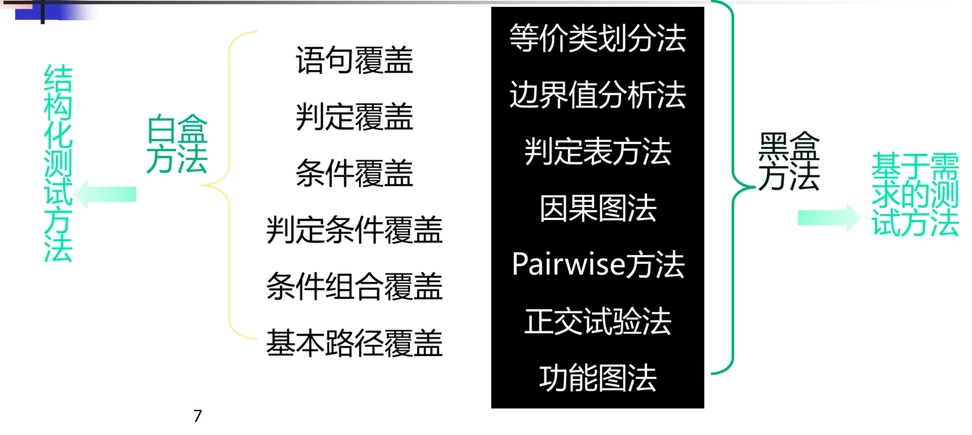 结构化测试方法
白盒
方法
语句覆盖
判定覆盖
条件覆盖
判定条件覆盖
条件组合覆盖
基本路径覆盖
等价类划分法
边界值分析法
判定表方法
因果图法
Pairwise方法
正交试验法
功能图法
黑盒
方法
基于需
求的测
试方法
7